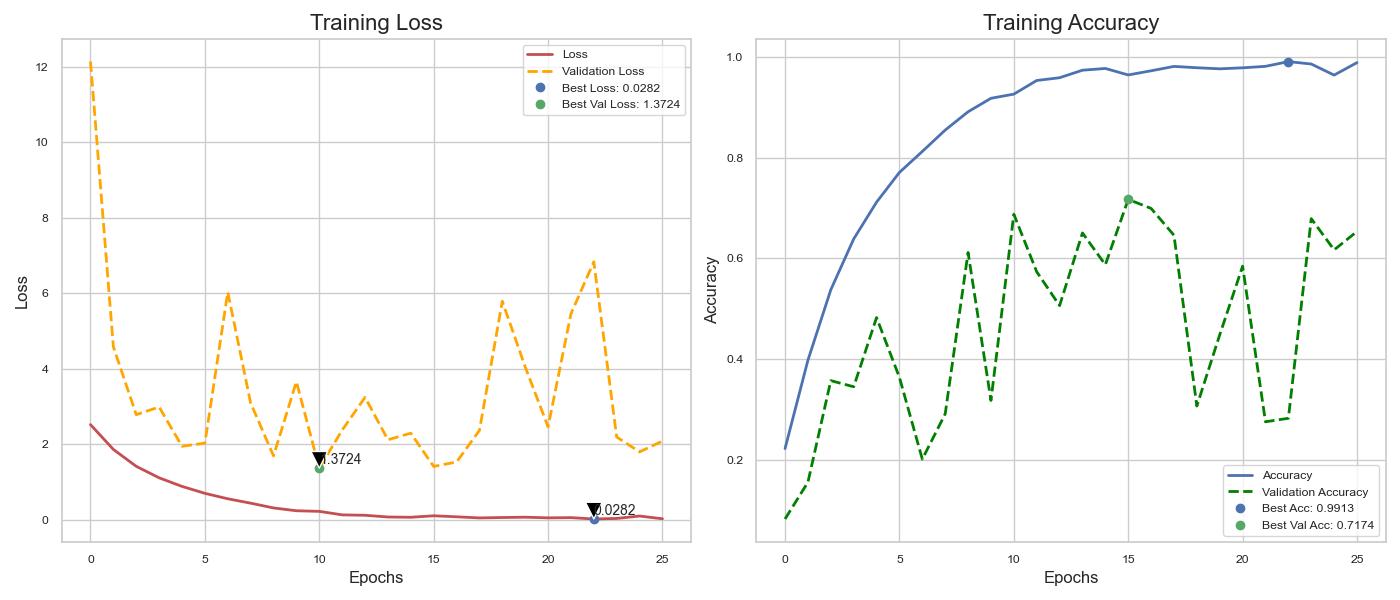 Training Loss
12
10
8
6
4
2
0
Loss
0
5
10
15
20
25
Epochs
Loss
Validation Loss
Best Loss: 0.0282
Best Val Loss: 1.3724
1.3724
0.0282
Training Accuracy
1.0
0.8
0.6
0.4
0.2
Accuracy
0
5
10
15
20
25
Epochs
Accuracy
Validation Accuracy
Best Acc: 0.9913
Best Val Acc: 0.7174